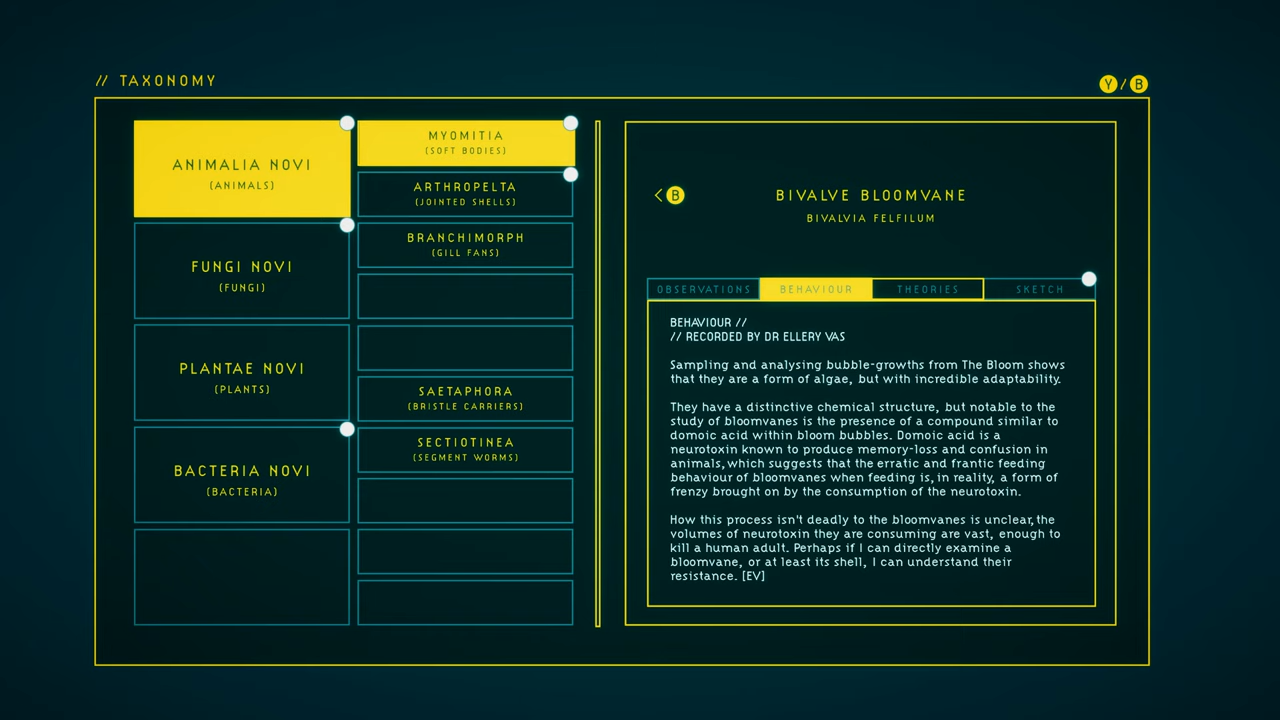 // TAXONOMY
Y / B
ANIMALIA NOVI
(ANIMALS)
FUNGI NOVI
(FUNGI)
PLANTAE NOVI
(PLANTS)
BACTERIA NOVI
(BACTERIA)
MYOMITIA
(SOFT BODIES)
ARTHROPELTA
(JOINTED SHELLS)
BRANCHIMORPH
(GILL FANS)
SAETAPHORA
(BRISTLE CARRIERS)
SECTIOTINEA
(SEGMENT WORMS)
< B
BIVALVE BLOOMVANE
BIVALVIA FELFILUM
OBSERVATIONS BEHAVIOUR THEORIES SKETCH
BEHAVIOUR //
// RECORDED BY DR ELLERY VAS
Sampling and analysing bubble-growths from The Bloom shows
that they are a form of algae, but with incredible adaptability.
They have a distinctive chemical structure, but notable to the
study of bloomvanes is the presence of a compound similar to
domoic acid within bloom bubbles. Domoic acid is a
neurotoxin known to produce memory-loss and confusion in
animals, which suggests that the erratic and frantic feeding
behaviour of bloomvanes when feeding is, in reality, a form of
frenzy brought on by the consumption of the neurotoxin.
How this process isn't deadly to the bloomvanes is unclear, the
volumes of neurotoxin they are consuming are vast, enough to
kill a human adult. Perhaps if I can directly examine a
bloomvane, or at least its shell, I can understand their
resistance. [EV]